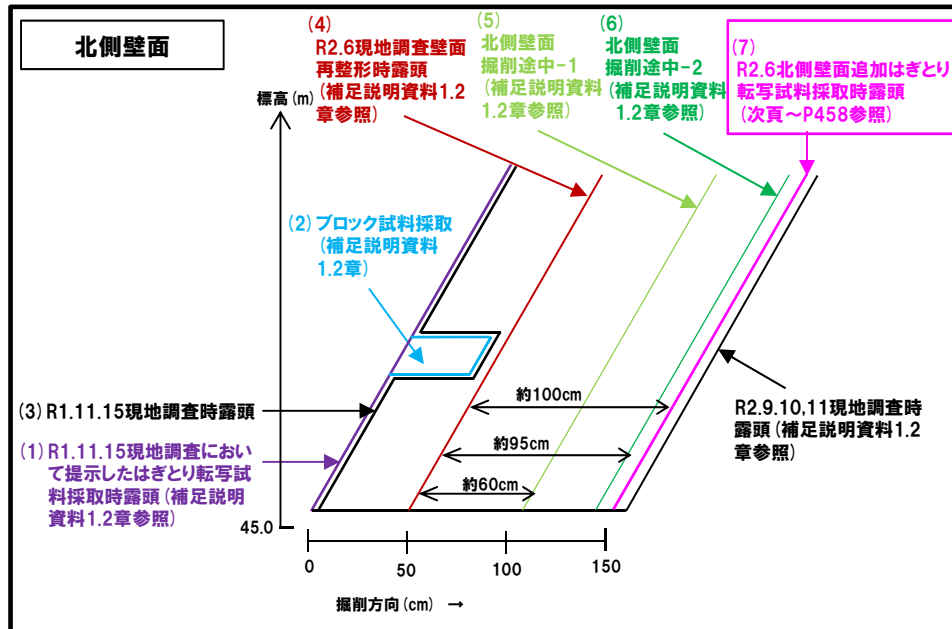 北側壁面
(4)
R2.6現地調査壁面
再整形時露頭
(補足説明資料1.2
章参照)
(5)
北側壁面
掘削途中-1
(補足説明資料
1.2章参照)
(6)
北側壁面
掘削途中-2
(補足説明資料
1.2章参照)
(7)
R2.6北側壁面追加はぎとり
転写試料採取時露頭
(次頁～P458参照)
標高(m)
(2) ブロック試料採取
(補足説明資料
1.2章)
(3) R1.11.15現地調査時露頭
(1) R1.11.15現地調査におい
て提示したはぎとり転写試
料採取時露頭(補足説明
資料1.2章参照)
約100cm
約95cm
約60cm
R2.9.10,11現地調査時
露頭(補足説明資料1.2
章参照)
45.0
0
50
100
150
掘削方向(cm) →